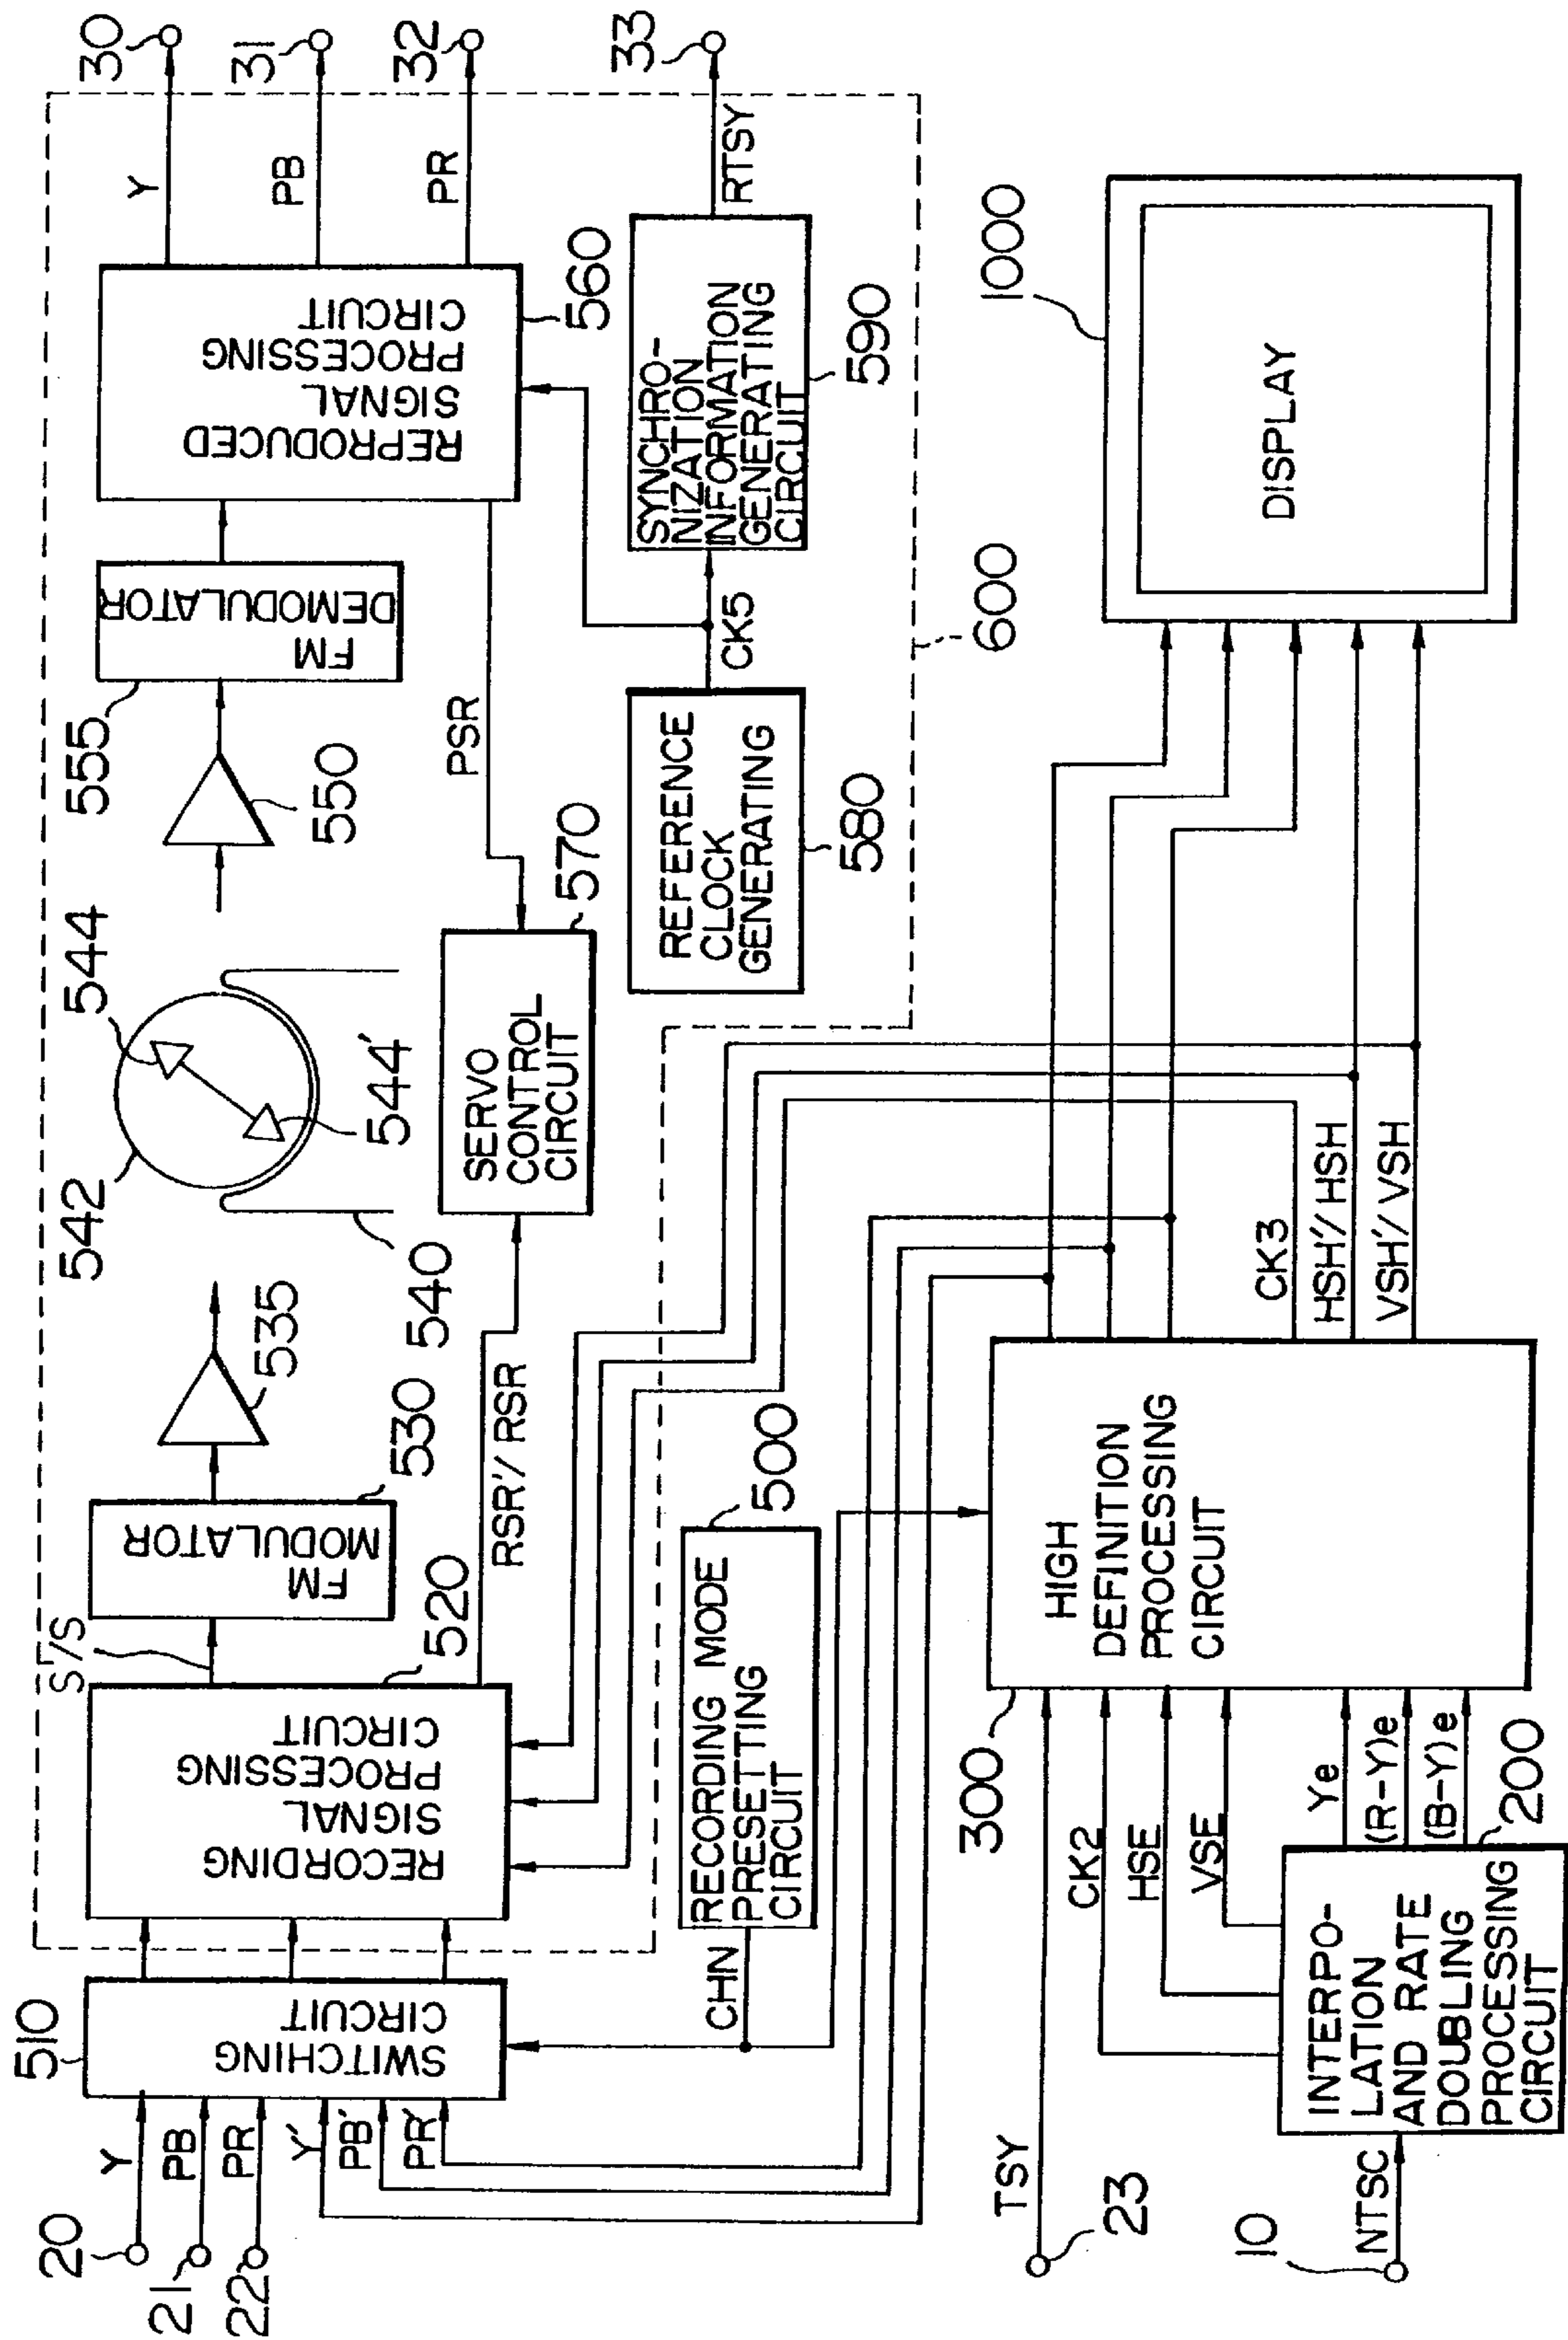 510
20
21
22
Y
PB
PR
Y'
PB'
PR'
SWITCHING
CIRCUIT
RECORDING
SIGNAL
PROCESSING
CIRCUIT
520
S'/S
FM
MODULATOR
530
535
540
542
544
544'
550
555
FM
DEMODULATOR
REPRODUCED
SIGNAL
PROCESSING
CIRCUIT
560
Y
PB
PR
30
31
32
RSR'/RSR
SERVO
CONTROL
CIRCUIT
570
PSR
REFERENCE
CLOCK
GENERATING
580
CK5
SYNCHRO-
NIZATION
INFORMATION
GENERATING
CIRCUIT
590
RTSY
33
600
CHN
RECORDING MODE
PRESETTING
CIRCUIT
500
TSY
23
300
HIGH
DEFINITION
PROCESSING
CIRCUIT
CK3
HSH'/HSH
VSH'/VSH
1000
DISPLAY
CK2
HSE
VSE
Ye
(R-Y)e
(B-Y)e
200
10
NTSC
INTERPO-
LATION
AND RATE
DOUBLING
PROCESSING
CIRCUIT